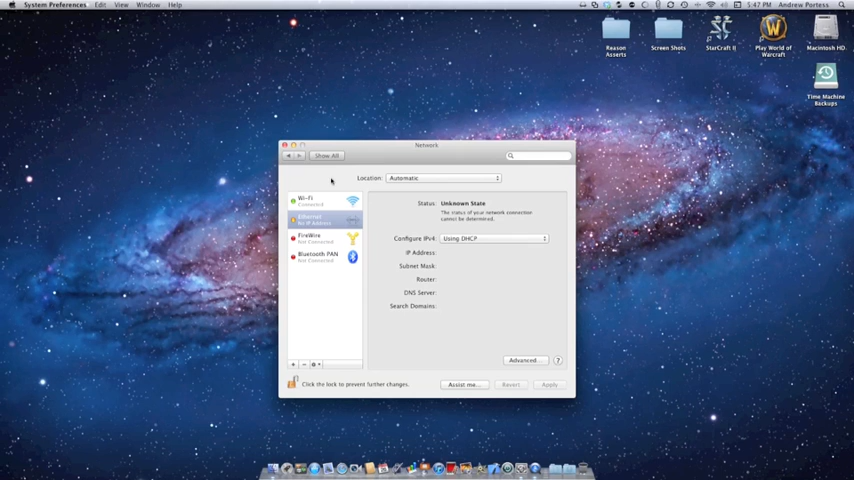 System Preferences Edit View Window Help
5:47 PM Andrew Portess
Reason
Asserts
Screen Shots
StarCraft II
Play World of
Warcraft
Macintosh HD
Time Machine
Backups
Network
Show All
Location: Automatic
Wi-Fi
Connected
Ethernet
No IP Address
FireWire
Not Connected
Bluetooth PAN
Not Connected
Status: Unknown State
The status of your network connection
cannot be determined.
Configure IPv4: Using DHCP
IP Address:
Subnet Mask:
Router:
DNS Server:
Search Domains:
Advanced... ?
Click the lock to prevent further changes.
Assist me... Revert Apply